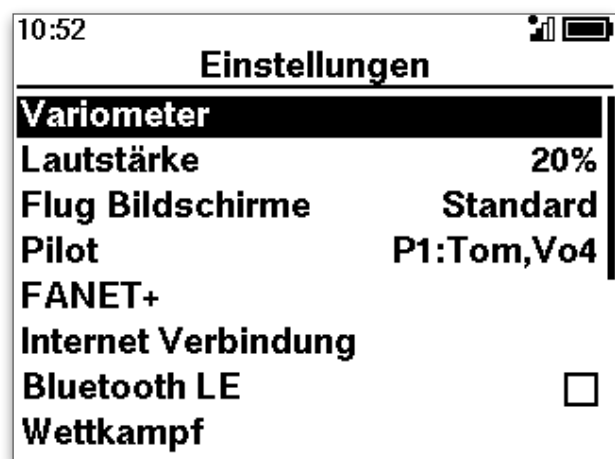 10:52
Einstellungen
Variometer
Lautstärke 20%
Flug Bildschirme Standard
Pilot P1:Tom,Vo4
FANET+
Internet Verbindung
Bluetooth LE
Wettkampf